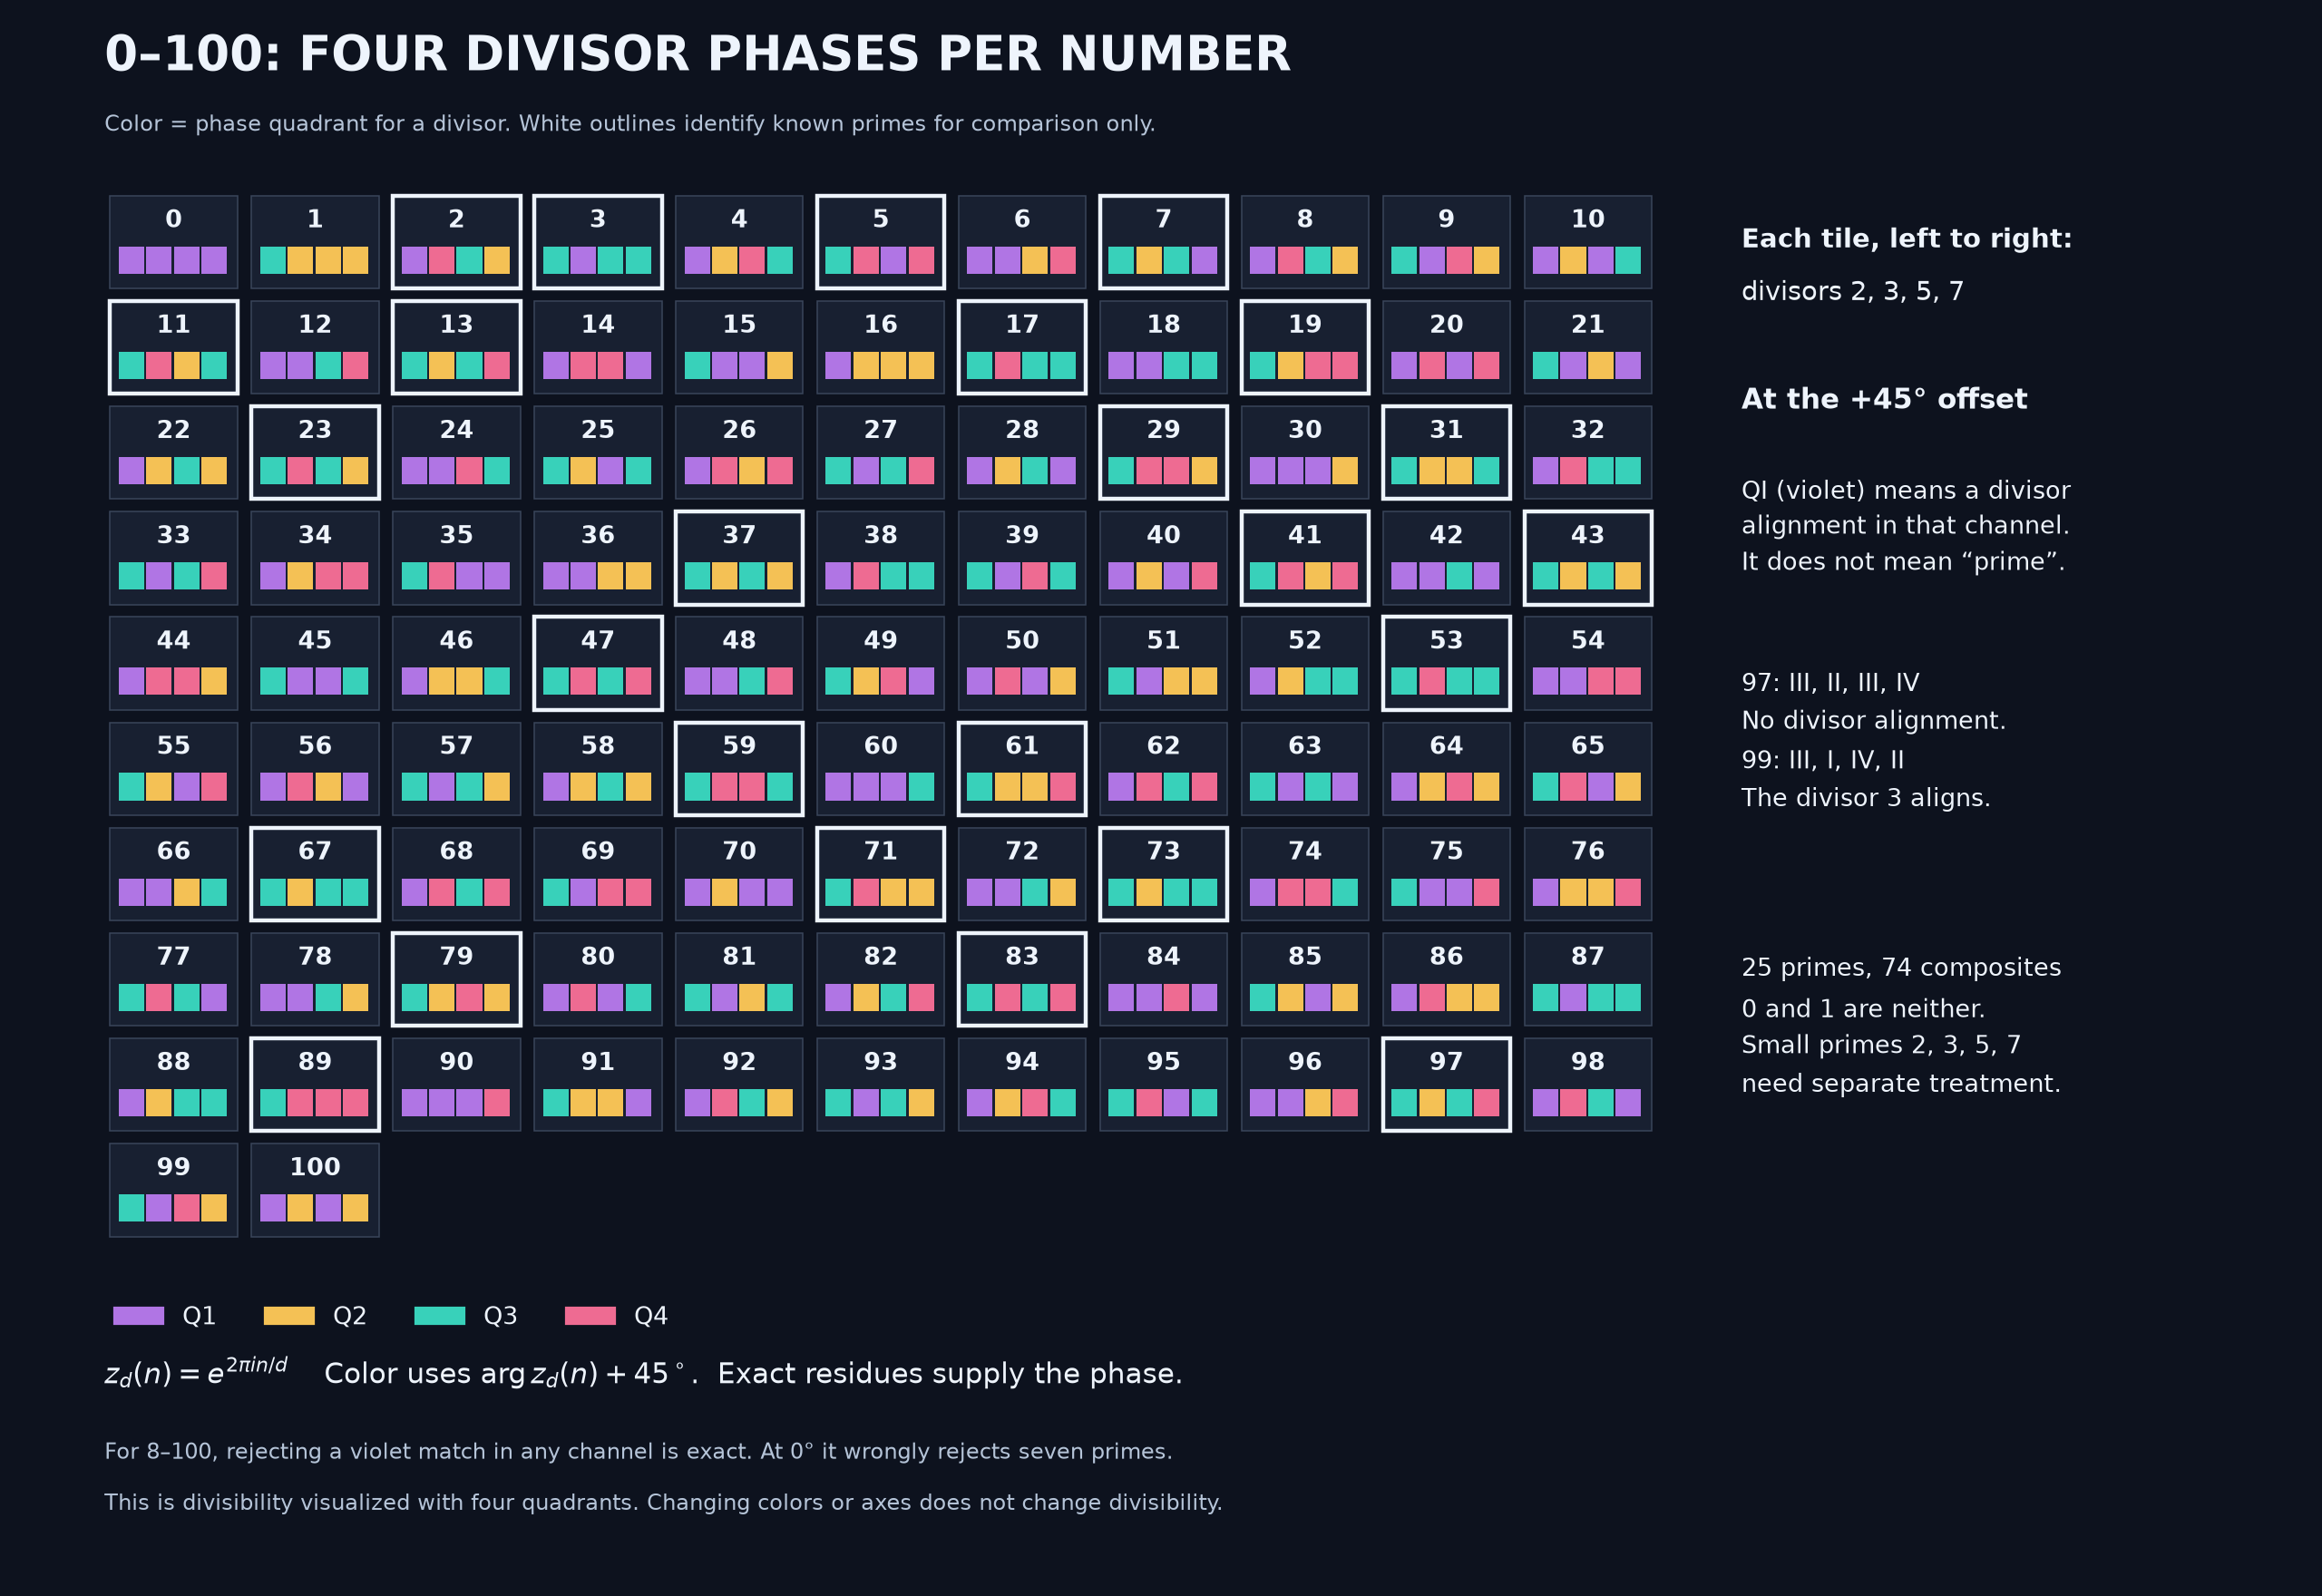 0–100: FOUR DIVISOR PHASES PER NUMBER
Color = phase quadrant for a divisor. White outlines identify known primes for comparison only.
0 1 2 3 4 5 6 7 8 9 10
11 12 13 14 15 16 17 18 19 20 21
22 23 24 25 26 27 28 29 30 31 32
33 34 35 36 37 38 39 40 41 42 43
44 45 46 47 48 49 50 51 52 53 54
55 56 57 58 59 60 61 62 63 64 65
66 67 68 69 70 71 72 73 74 75 76
77 78 79 80 81 82 83 84 85 86 87
88 89 90 91 92 93 94 95 96 97 98
99 100
Each tile, left to right:
divisors 2, 3, 5, 7
At the +45° offset
QI (violet) means a divisor
alignment in that channel.
It does not mean “prime”.
97: III, II, III, IV
No divisor alignment.
99: III, I, IV, II
The divisor 3 aligns.
25 primes, 74 composites
0 and 1 are neither.
Small primes 2, 3, 5, 7
need separate treatment.
Q1 Q2 Q3 Q4
z_d(n) = e^{2πin/d} Color uses arg z_d(n) + 45°. Exact residues supply the phase.
For 8–100, rejecting a violet match in any channel is exact. At 0° it wrongly rejects seven primes.
This is divisibility visualized with four quadrants. Changing colors or axes does not change divisibility.